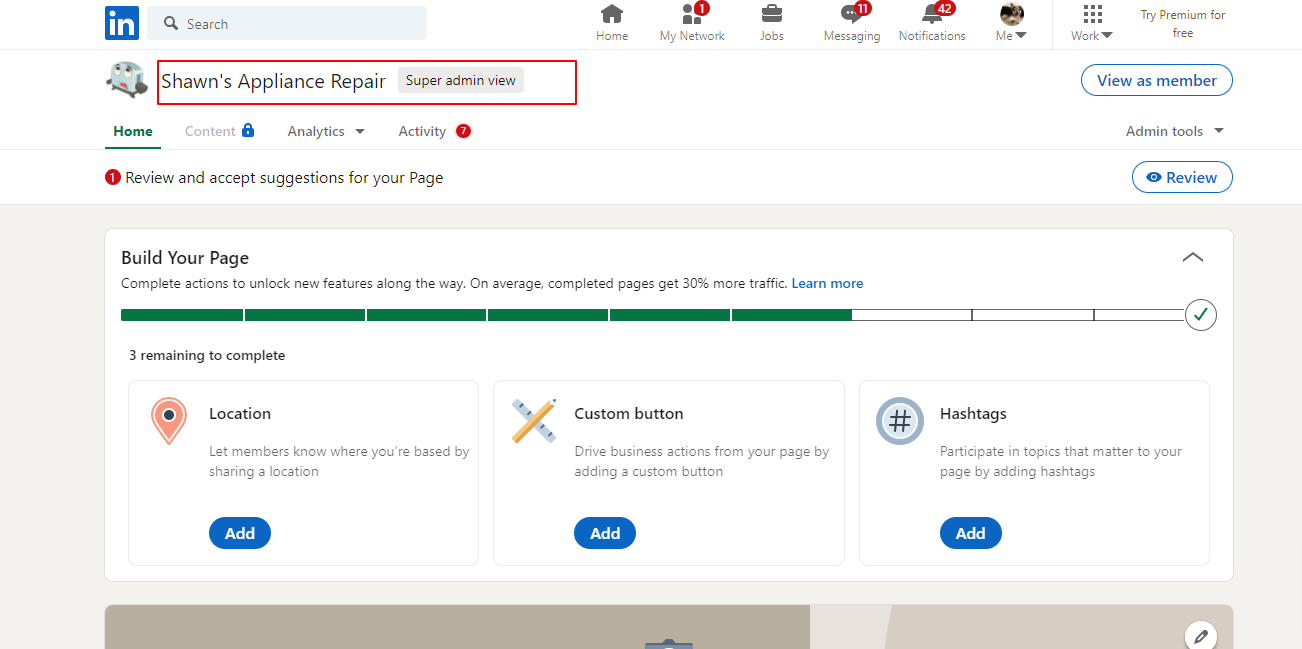 in
Search
Home
1
My Network
Jobs
11
Messaging
42
Notifications
Me
Work
Try Premium for
free
Shawn's Appliance Repair
Super admin view
View as member
Home
Content
Analytics
Activity
7
Admin tools
1
Review and accept suggestions for your Page
Review
Build Your Page
Complete actions to unlock new features along the way. On average, completed pages get 30% more traffic. Learn more
3 remaining to complete
Location
Let members know where you’re based by
sharing a location
Add
Custom button
Drive business actions from your page by
adding a custom button
Add
#
Hashtags
Participate in topics that matter to your
page by adding hashtags
Add